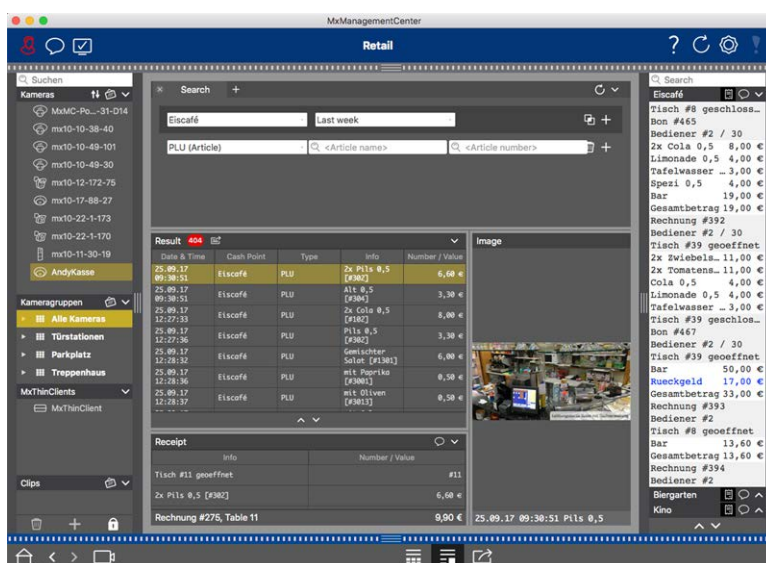 MxManagementCenter
Retail
Suchen
Kameras
MxMC-Po...-31-D14
mx10-10-38-40
mx10-10-49-101
mx10-10-49-30
mx10-12-172-75
mx10-17-88-27
mx10-22-1-173
mx10-22-1-170
mx10-11-30-19
AndyKasse
Kameragruppen
Alle Kameras
Türstationen
Parkplatz
Treppenhaus
MxThinClients
MxThinClient
Clips
Search
Eiscafé Last week
PLU (Article) <Article name> <Article number>
Result 404
Date & Time Cash Point Type Info Number / Value
25.09.17 09:30:51 Eiscafé PLU 2x Pils 0,5 [#302] 6,60 €
25.09.17 09:30:51 Eiscafé PLU Alt 0,5 [#304] 3,30 €
25.09.17 12:27:33 Eiscafé PLU 2x Cola 0,5 [#102] 8,00 €
25.09.17 12:27:36 Eiscafé PLU Pils 0,5 [#302] 3,30 €
25.09.17 12:28:32 Eiscafé PLU Gemischter Salat [#1301] 6,00 €
25.09.17 12:28:36 Eiscafé PLU mit Paprika [#3001] 0,50 €
25.09.17 12:28:37 Eiscafé PLU mit Oliven [#3013] 0,50 €
Receipt
Info Number / Value
Tisch #11 geoeffnet #11
2x Pils 0,5 [#302] 6,60 €
Rechnung #275, Table 11 9,90 €
Image
25.09.17 09:30:51 Pils 0,5
Search
Eiscafé
Tisch #8 geschloss...
Bon #465
Bediener #2 / 30
2x Cola 0,5 8,00 €
Limonade 0,5 4,00 €
Tafelwasser … 3,00 €
Spezi 0,5 4,00 €
Bar 19,00 €
Gesamtbetrag 19,00 €
Rechnung #392
Bediener #2 / 30
Tisch #39 geoeffnet
2x Zwiebels… 11,00 €
2x Tomatens… 11,00 €
Cola 0,5 4,00 €
Limonade 0,5 4,00 €
Tafelwasser … 3,00 €
Tisch #39 geschlos…
Bon #467
Bediener #2 / 30
Tisch #39 geoeffnet
Bar 50,00 €
Rueckgeld 17,00 €
Gesamtbetrag 33,00 €
Rechnung #393
Bediener #2
Tisch #8 geoeffnet
Bar 13,60 €
Gesamtbetrag 13,60 €
Rechnung #394
Bediener #2
Biergarten
Kino